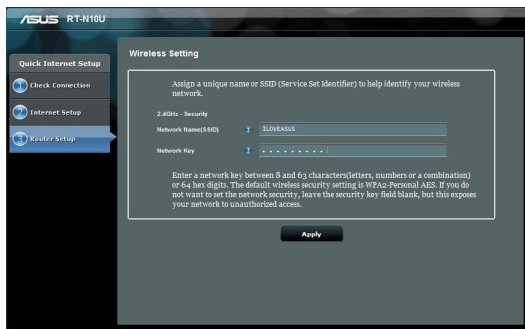 ASUS RT-N10U
Quick Internet Setup
1 Check Connection
2 Internet Setup
3 Router Setup
Wireless Setting
Assign a unique name or SSID (Service Set Identifier) to help identify your wireless
network.
2.4GHz - Security
Network Name(SSID) ? ILOVEASUS
Network Key ? • • • • • • • • •
Enter a network key between 8 and 63 characters(letters, numbers or a combination)
or 64 hex digits. The default wireless security setting is WPA2-Personal AES. If you do
not want to set the network security, leave the security key field blank, but this exposes
your network to unauthorized access.
Apply